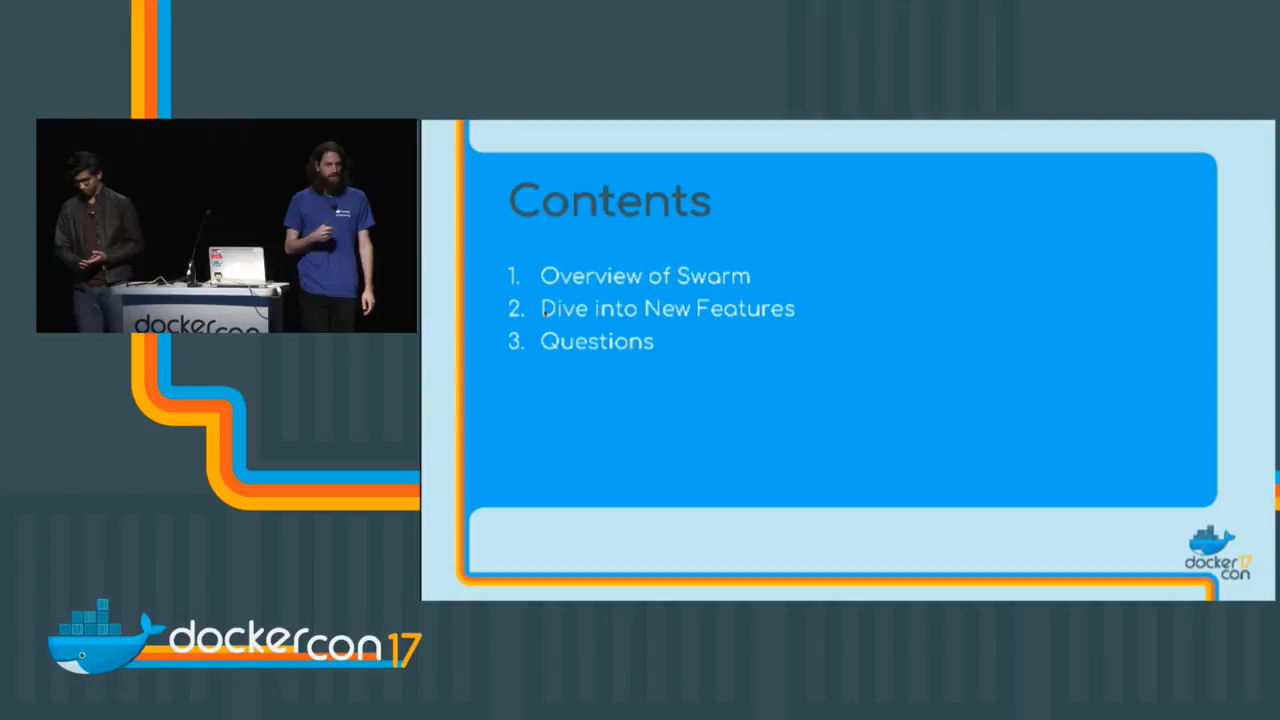 Contents
1. Overview of Swarm
2. Dive into New Features
3. Questions
dockercon
docker 17
con
dockercon 17